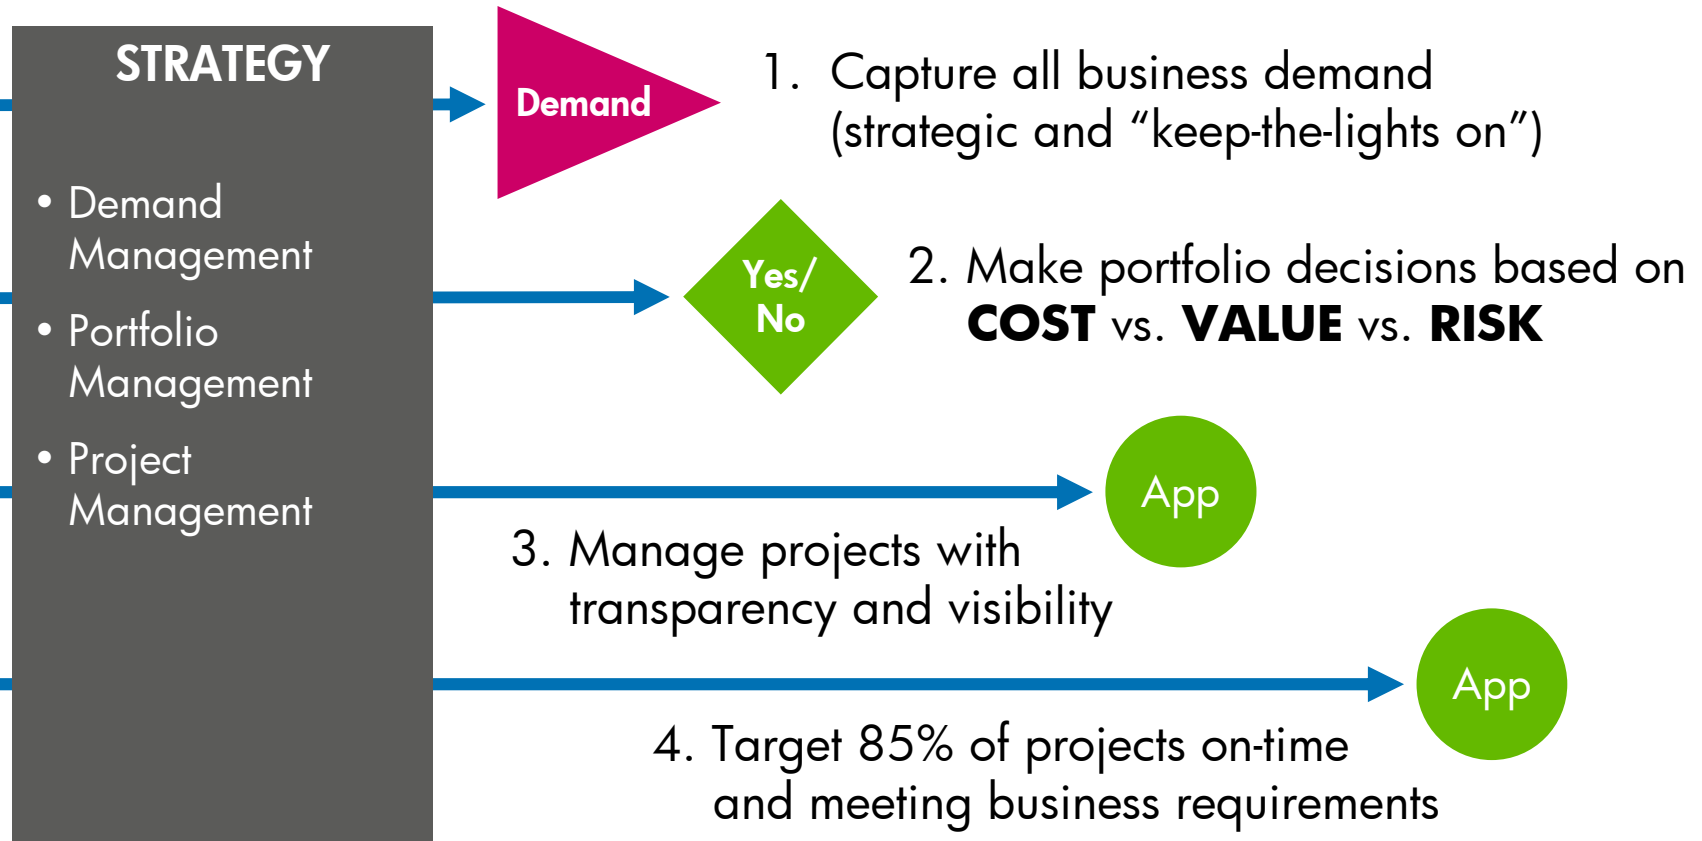 STRATEGY
• Demand
Management
• Portfolio
Management
• Project
Management
Demand
1. Capture all business demand
(strategic and “keep-the-lights on”)
Yes/
No
2. Make portfolio decisions based on
COST vs. VALUE vs. RISK
App
3. Manage projects with
transparency and visibility
App
4. Target 85% of projects on-time
and meeting business requirements